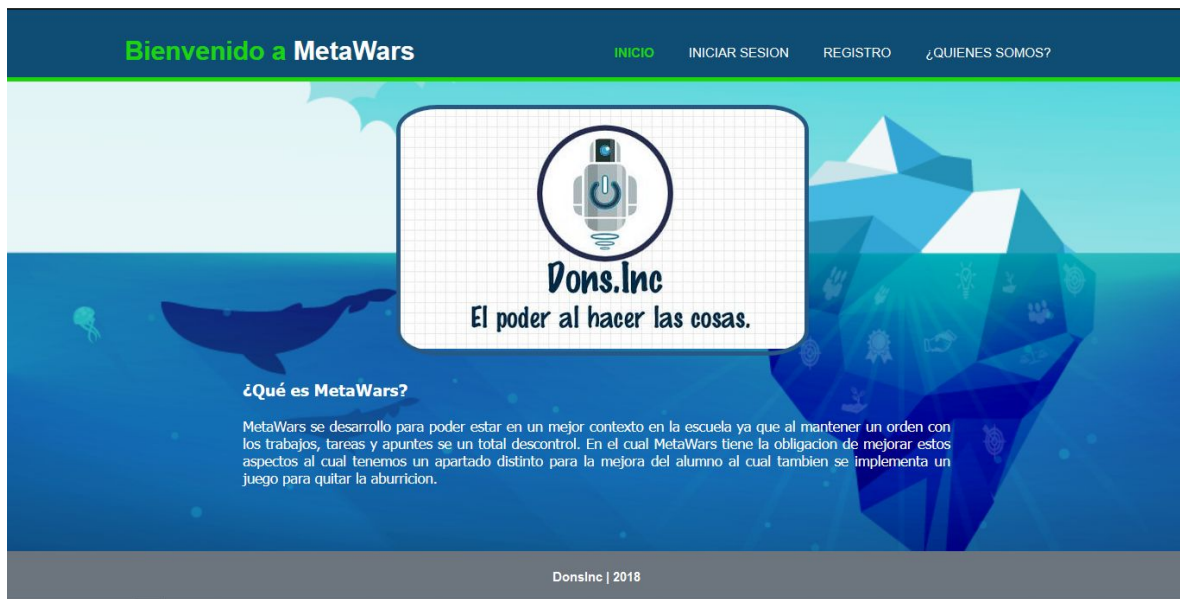 Bienvenido a MetaWars
INICIO INICIAR SESION REGISTRO ¿QUIENES SOMOS?
Dons.Inc
El poder al hacer las cosas.
¿Qué es MetaWars?
MetaWars se desarrollo para poder estar en un mejor contexto en la escuela ya que al mantener un orden con
los trabajos, tareas y apuntes se un total descontrol. En el cual MetaWars tiene la obligacion de mejorar estos
aspectos al cual tenemos un apartado distinto para la mejora del alumno al cual tambien se implementa un
juego para quitar la aburricion.
DonsInc | 2018